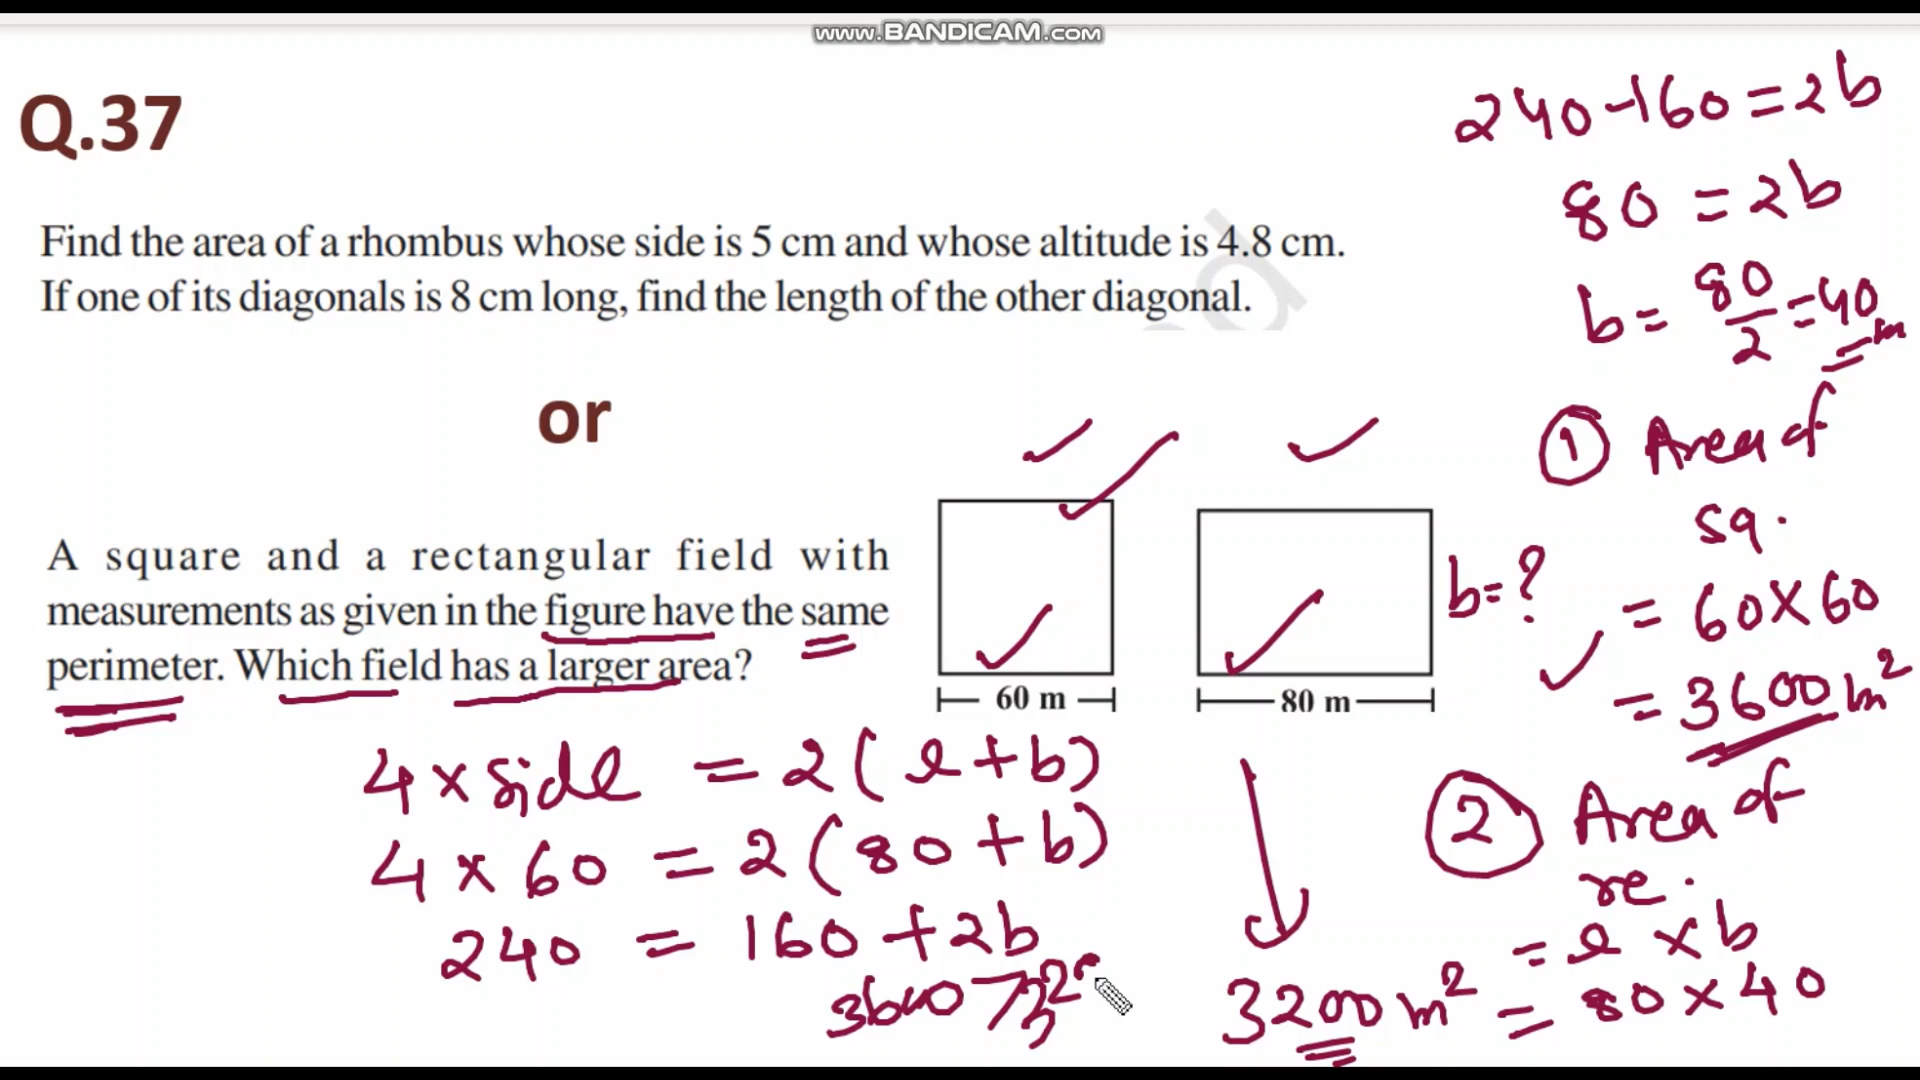 www.BANDICAM.com
Q.37
Find the area of a rhombus whose side is 5 cm and whose altitude is 4.8 cm.
If one of its diagonals is 8 cm long, find the length of the other diagonal.
or
A square and a rectangular field with
measurements as given in the figure have the same
perimeter. Which field has a larger area?
60 m
80 m
b=?
4 × side = 2(l+b)
4 × 60 = 2(80+b)
240 = 160 + 2b
240-160=2b
80 = 2b
b = 80/2 = 40 m
① Area of
sq.
= 60×60
= 3600 m²
② Area of
re.
= l × b
= 80×40
3200 m²
3600 >